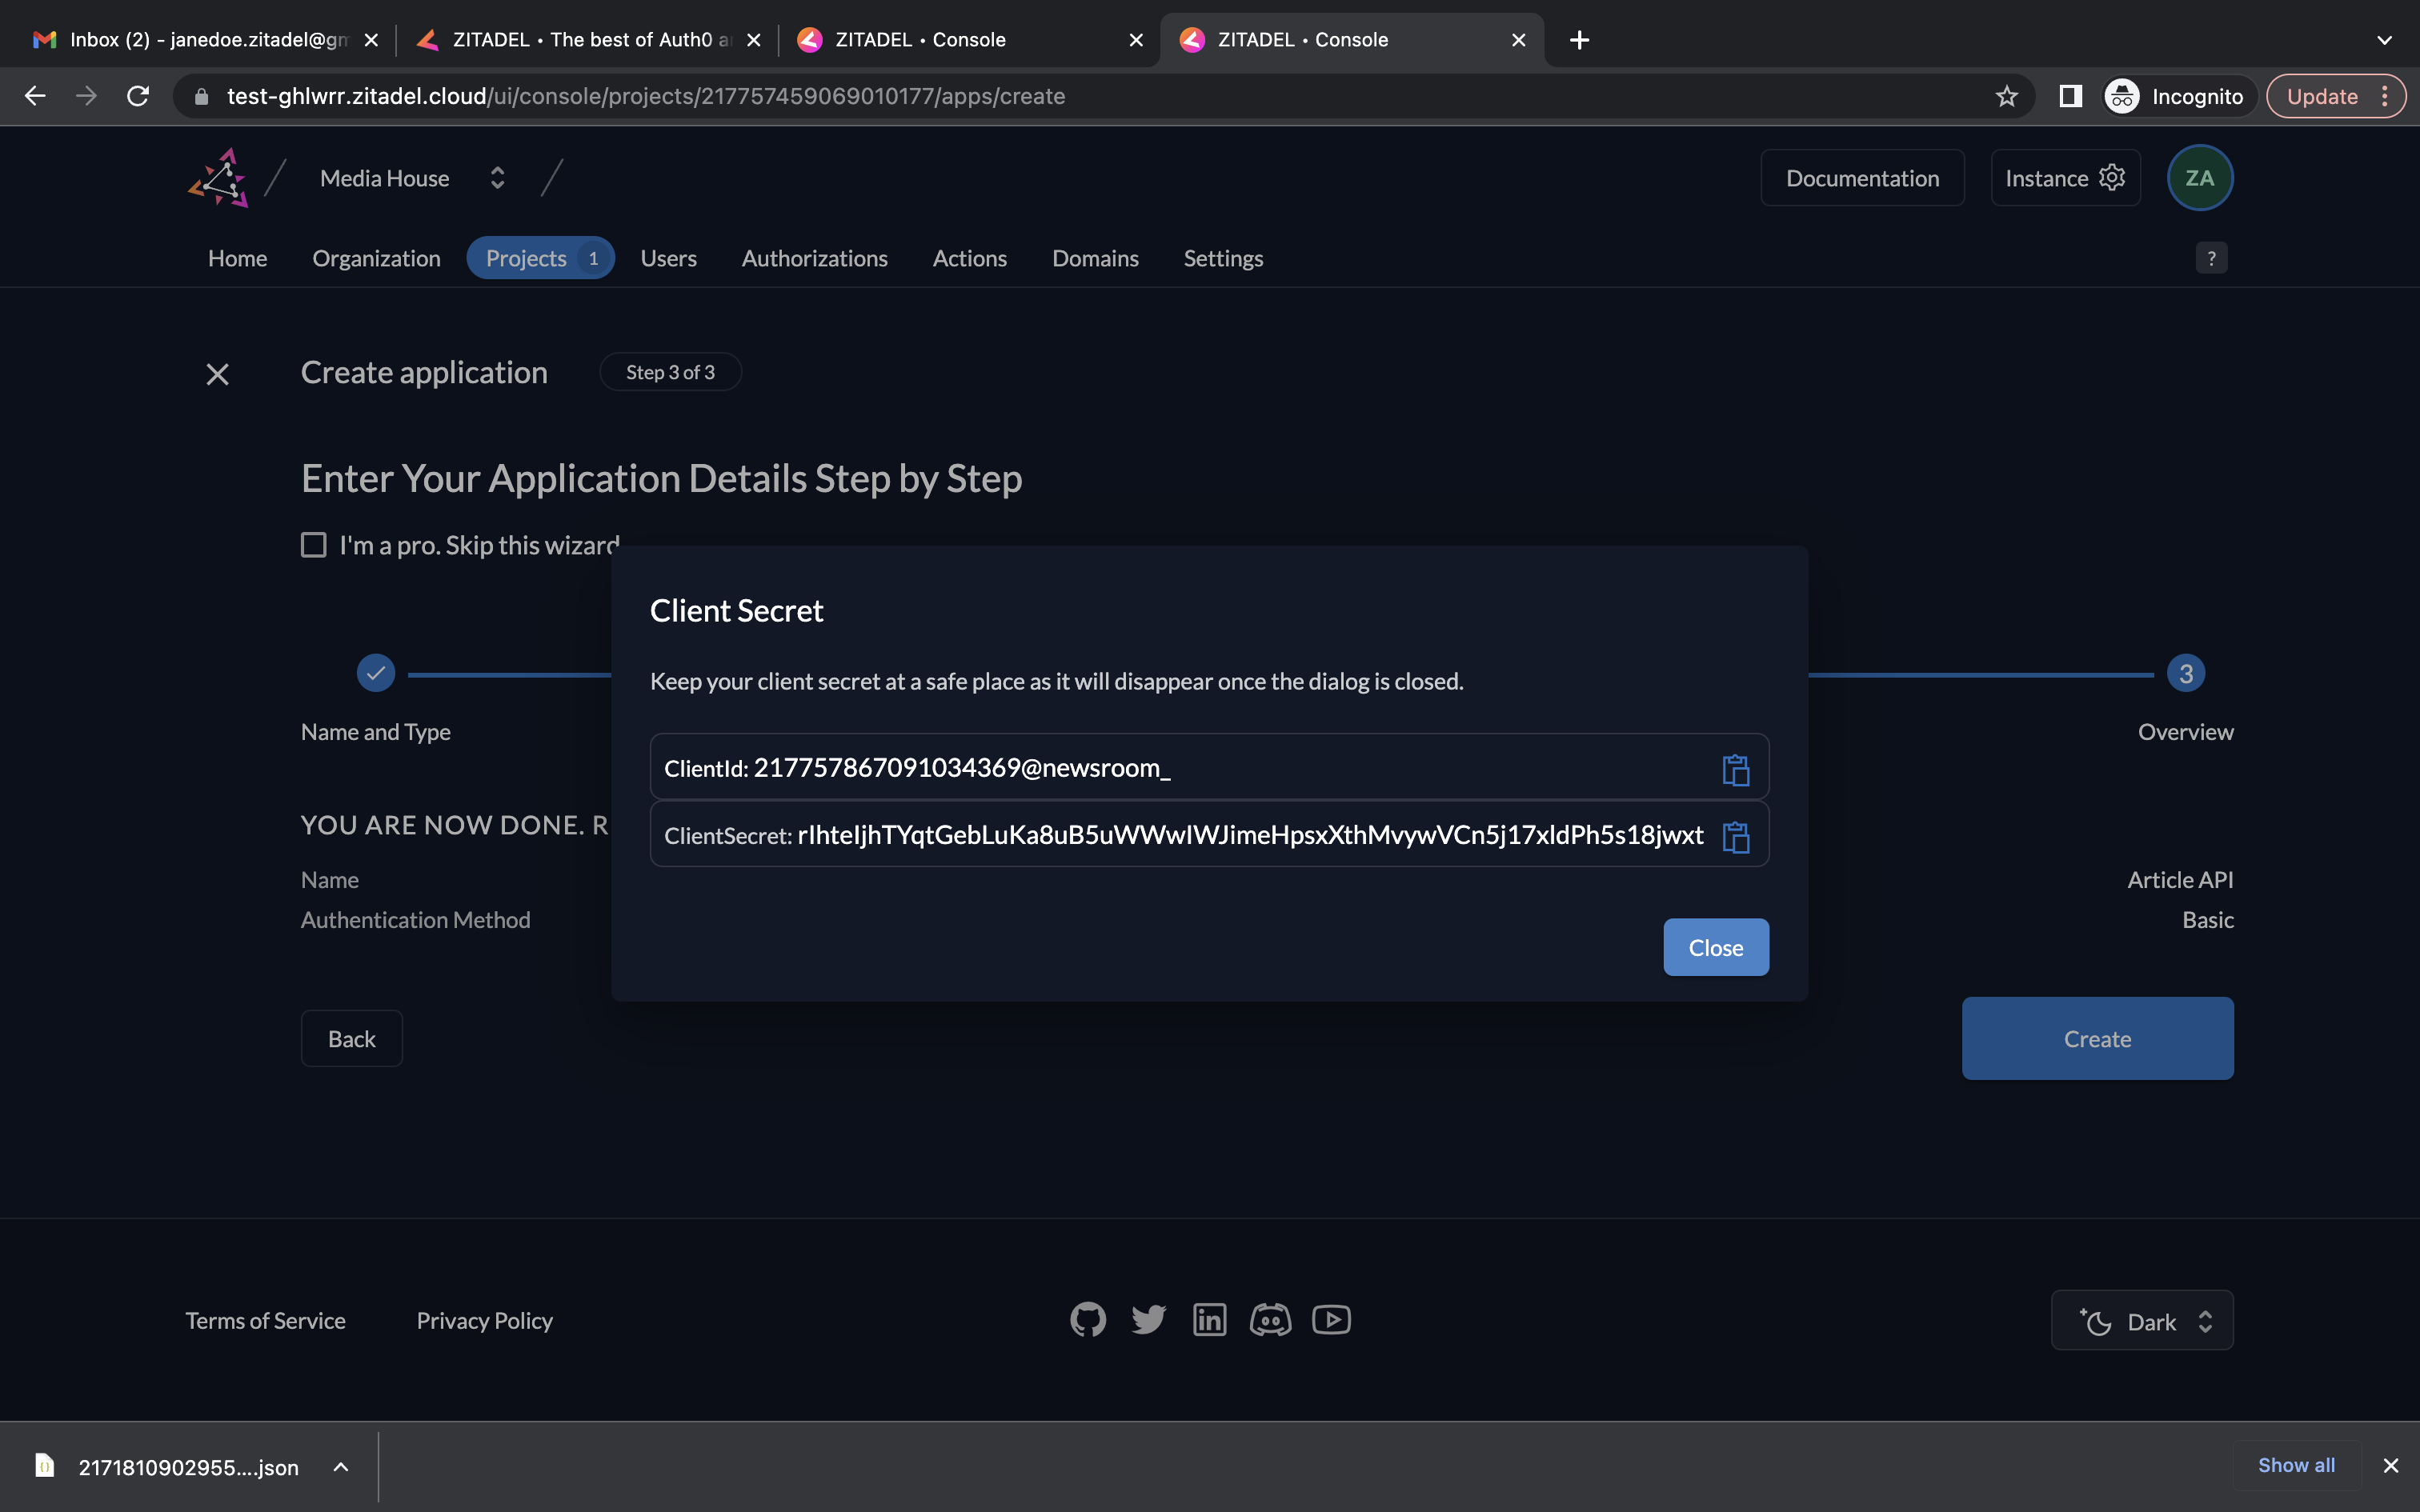 Inbox (2) - janedoe.zitadel@gm
ZITADEL • The best of Auth0 a
ZITADEL • Console
ZITADEL • Console
test-ghlwrr.zitadel.cloud/ui/console/projects/217757459069010177/apps/create
Incognito
Update
Media House
Documentation
Instance
ZA
Home
Organization
Projects 1
Users
Authorizations
Actions
Domains
Settings
?
Create application
Step 3 of 3
Enter Your Application Details Step by Step
I'm a pro. Skip this wizard
Client Secret
Keep your client secret at a safe place as it will disappear once the dialog is closed.
3
Name and Type
Overview
ClientId: 217757867091034369@newsroom_
YOU ARE NOW DONE. R
ClientSecret: rlhteIjhTYqtGebLuKa8uB5uWWwlWJimeHpsxXthMvywVCn5j17xldPh5s18jwxt
Name
Article API
Authentication Method
Basic
Close
Back
Create
Terms of Service
Privacy Policy
Dark
2171810902955....json
Show all